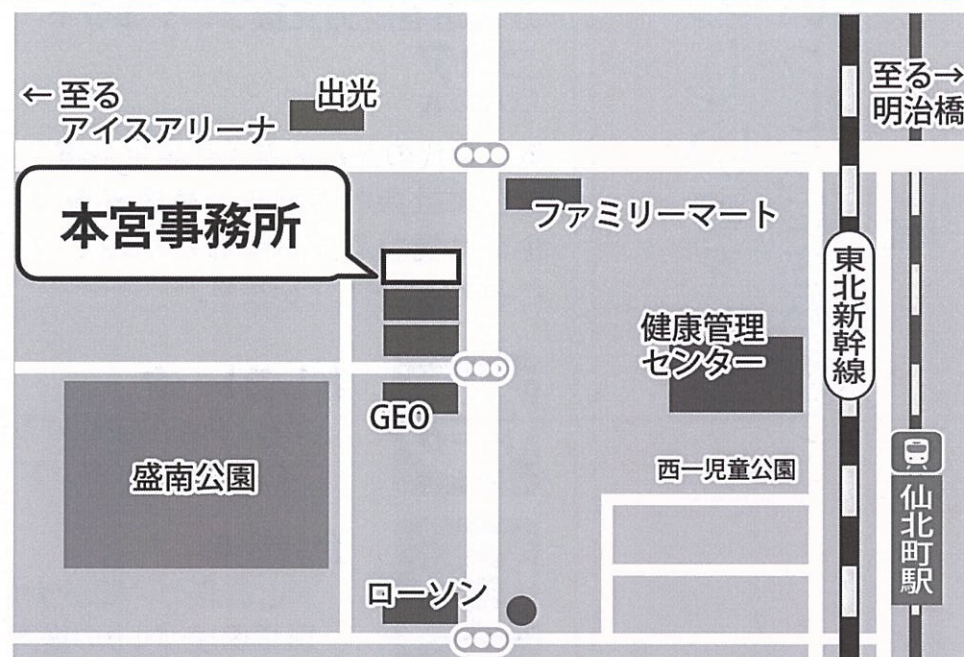 ← 至る
アイスアリーナ
出光
至る→
明治橋
本宮事務所
ファミリーマート
東北新幹線
健康管理
センター
GEO
盛南公園
西一児童公園
仙北町駅
ローソン